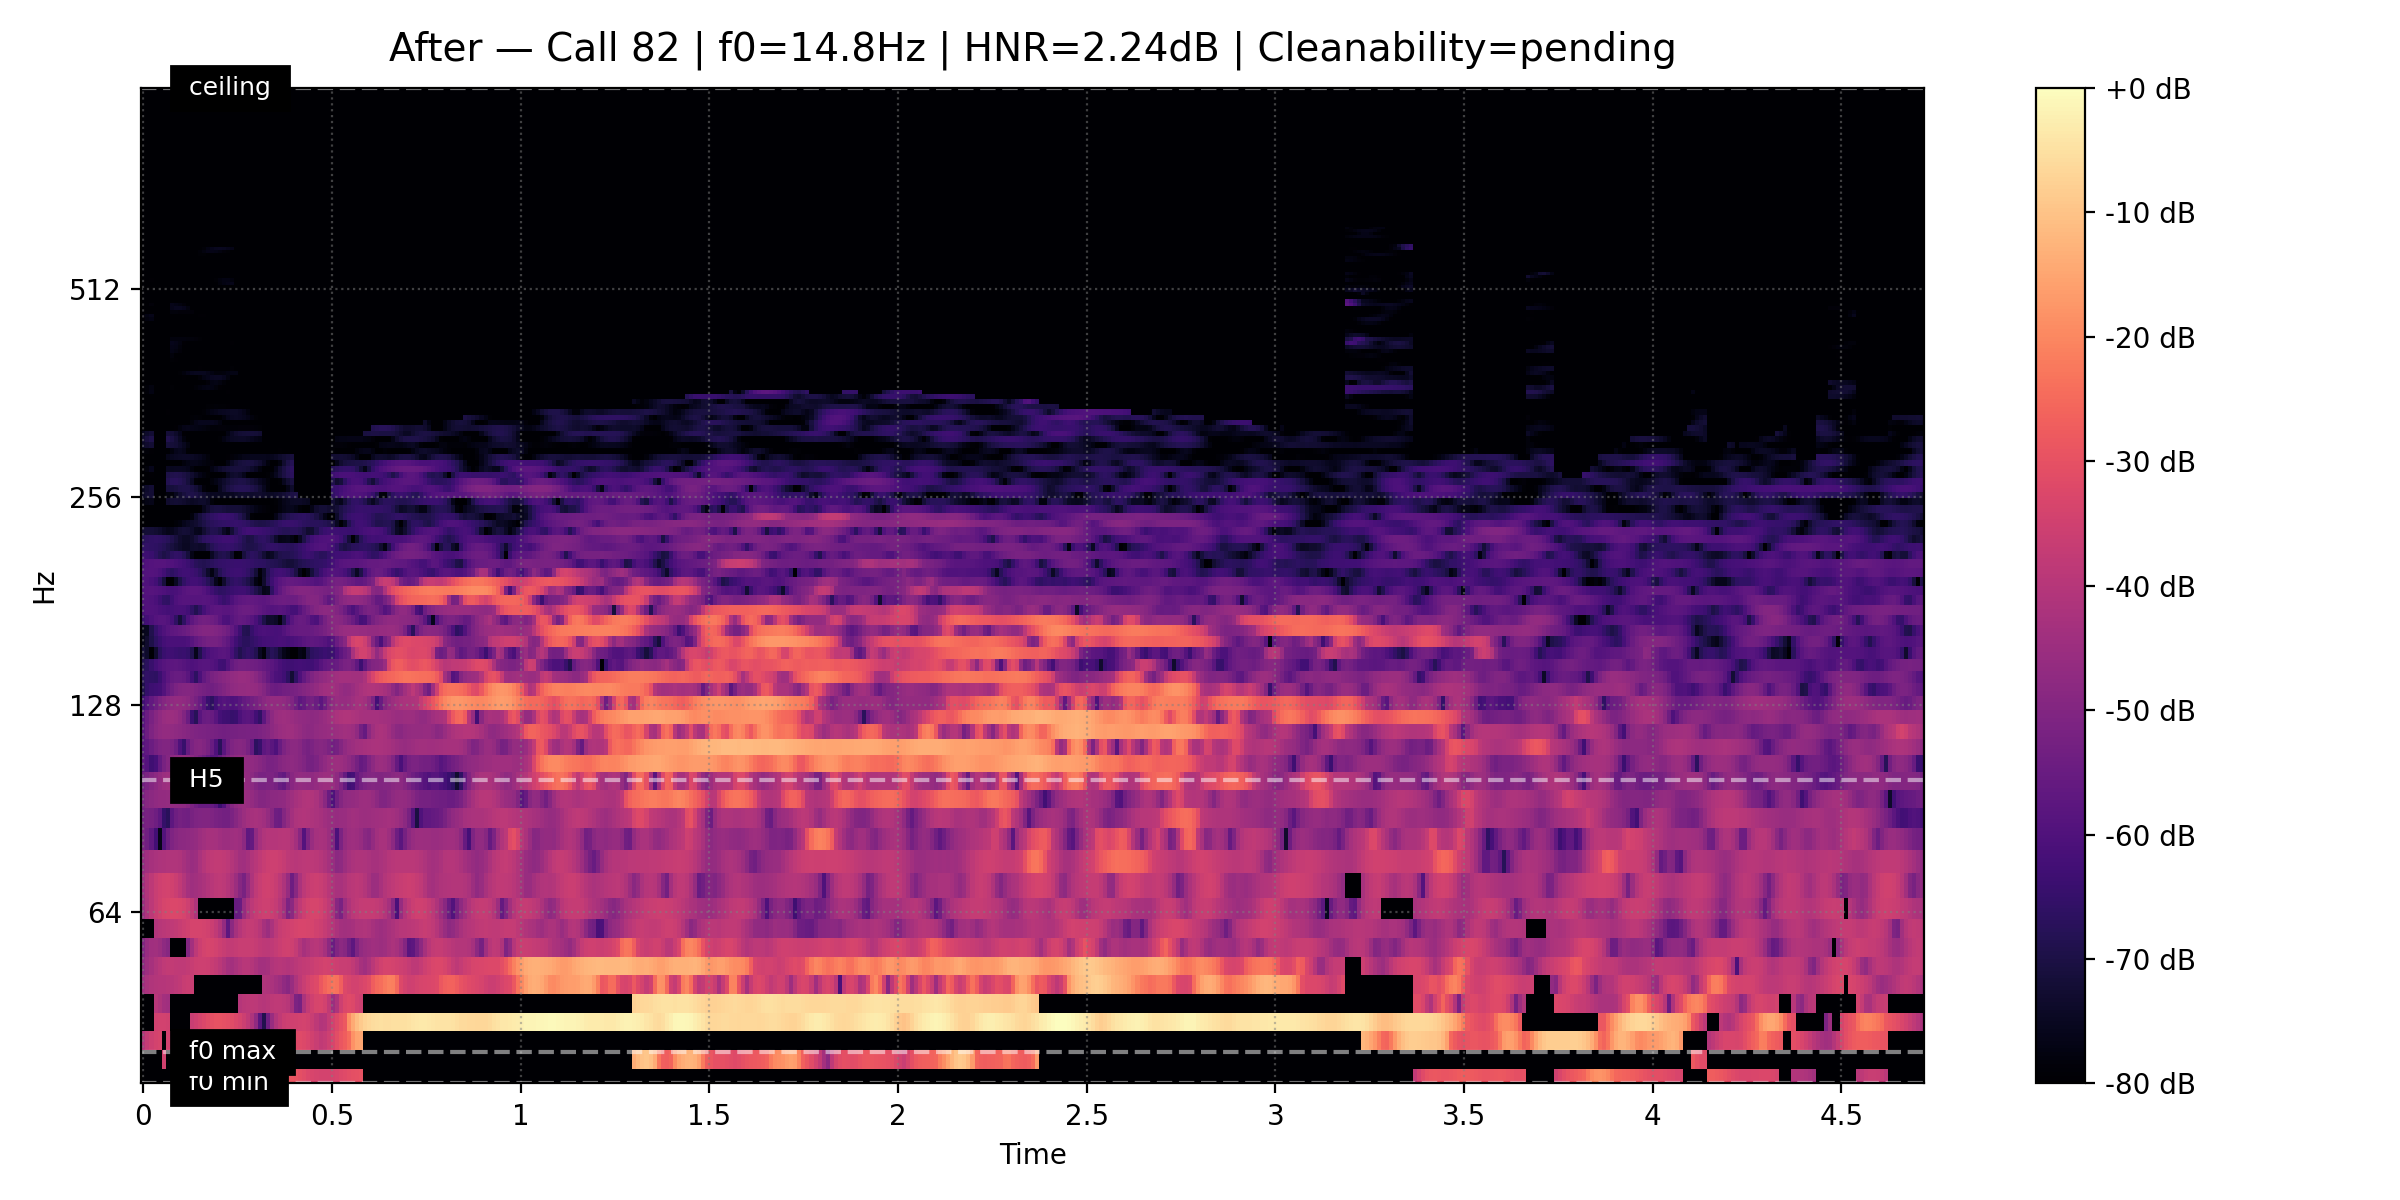 After — Call 82 | f0=14.8Hz | HNR=2.24dB | Cleanability=pending
ceiling
+0 dB
-10 dB
-20 dB
-30 dB
-40 dB
-50 dB
-60 dB
-70 dB
-80 dB
512
256
128
64
Hz
H5
f0 max
f0 min
0 0.5 1 1.5 2 2.5 3 3.5 4 4.5
Time